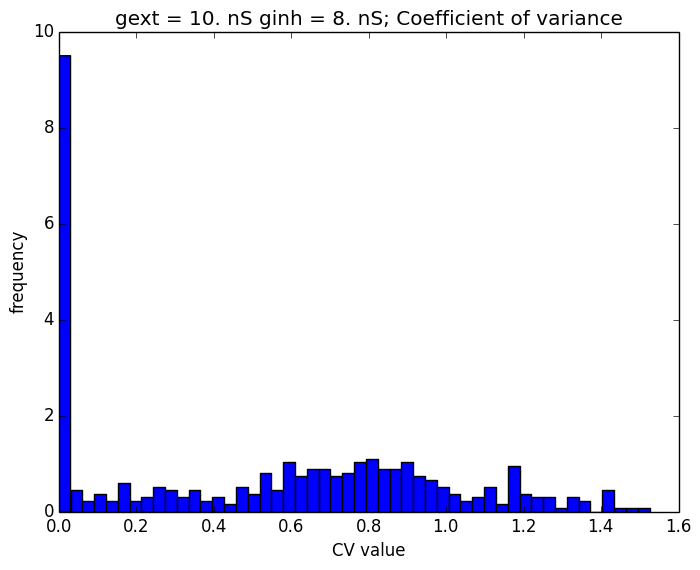 gext = 10. nS ginh = 8. nS; Coefficient of variance
10
8
6
4
2
0
frequency
0.0 0.2 0.4 0.6 0.8 1.0 1.2 1.4 1.6
CV value